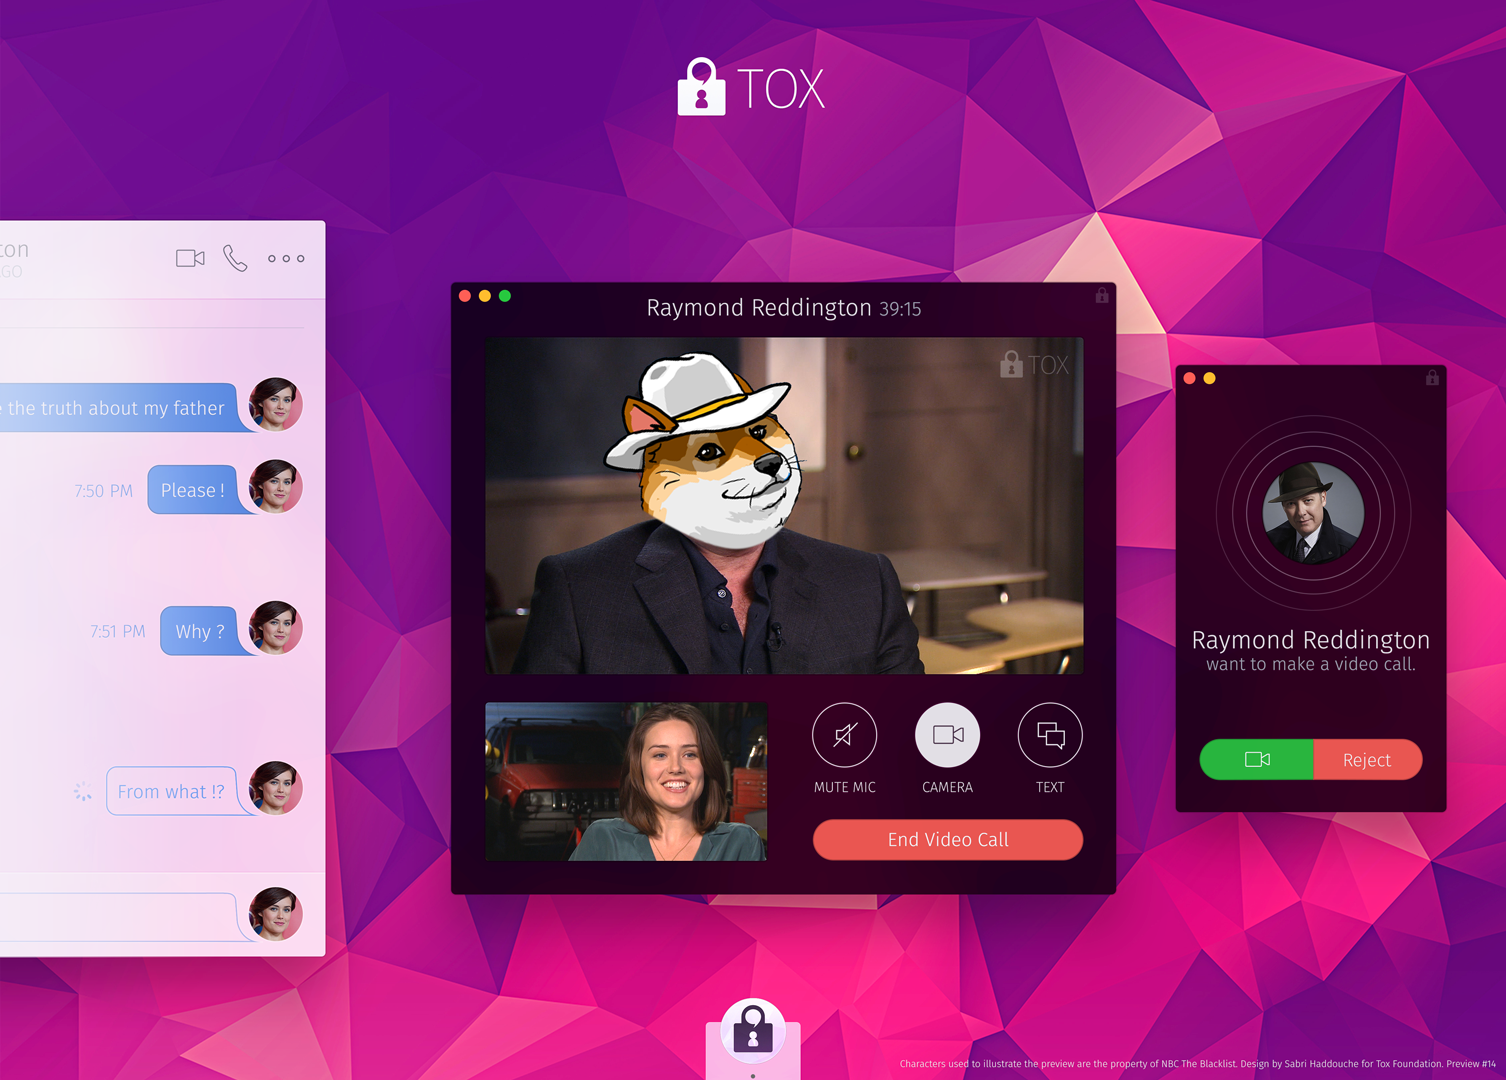 TOX
ton
AGO
e the truth about my father
7:50 PM
Please !
7:51 PM
Why ?
From what !?
Raymond Reddington 39:15
TOX
MUTE MIC
CAMERA
TEXT
End Video Call
Raymond Reddington
want to make a video call.
Reject
Characters used to illustrate the preview are the property of NBC The Blacklist. Design by Sabri Haddouche for Tox Foundation. Preview #14